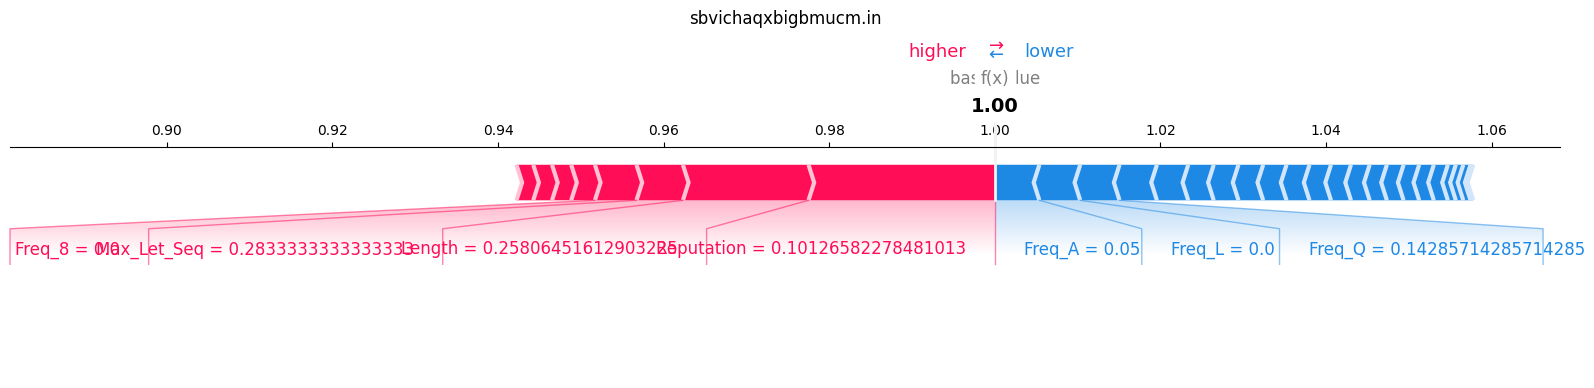 sbvichaqxbigbmucm.in
higher ⇄ lower
f(x)
1.00
0.90 0.92 0.94 0.96 0.98 1.00 1.02 1.04 1.06
Freq_8 = 0.0 Max_Let_Seq = 0.2833333333333333 Length = 0.25806451612903225 Reputation = 0.10126582278481013 Freq_A = 0.05 Freq_L = 0.0 Freq_Q = 0.14285714285714285